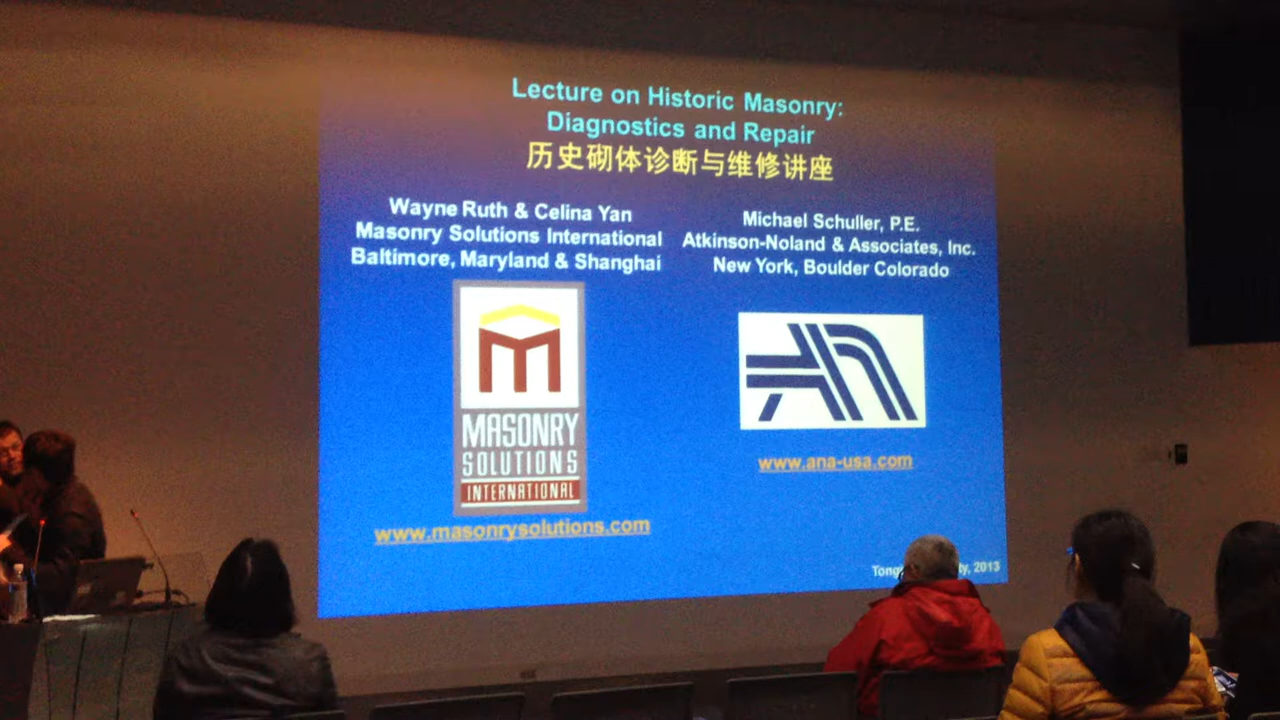 Lecture on Historic Masonry:
Diagnostics and Repair
历史砌体诊断与维修讲座
Wayne Ruth & Celina Yan
Masonry Solutions International
Baltimore, Maryland & Shanghai
MASONRY
SOLUTIONS
INTERNATIONAL
www.masonrysolutions.com
Michael Schuller, P.E.
Atkinson-Noland & Associates, Inc.
New York, Boulder Colorado
www.ana-usa.com
2013